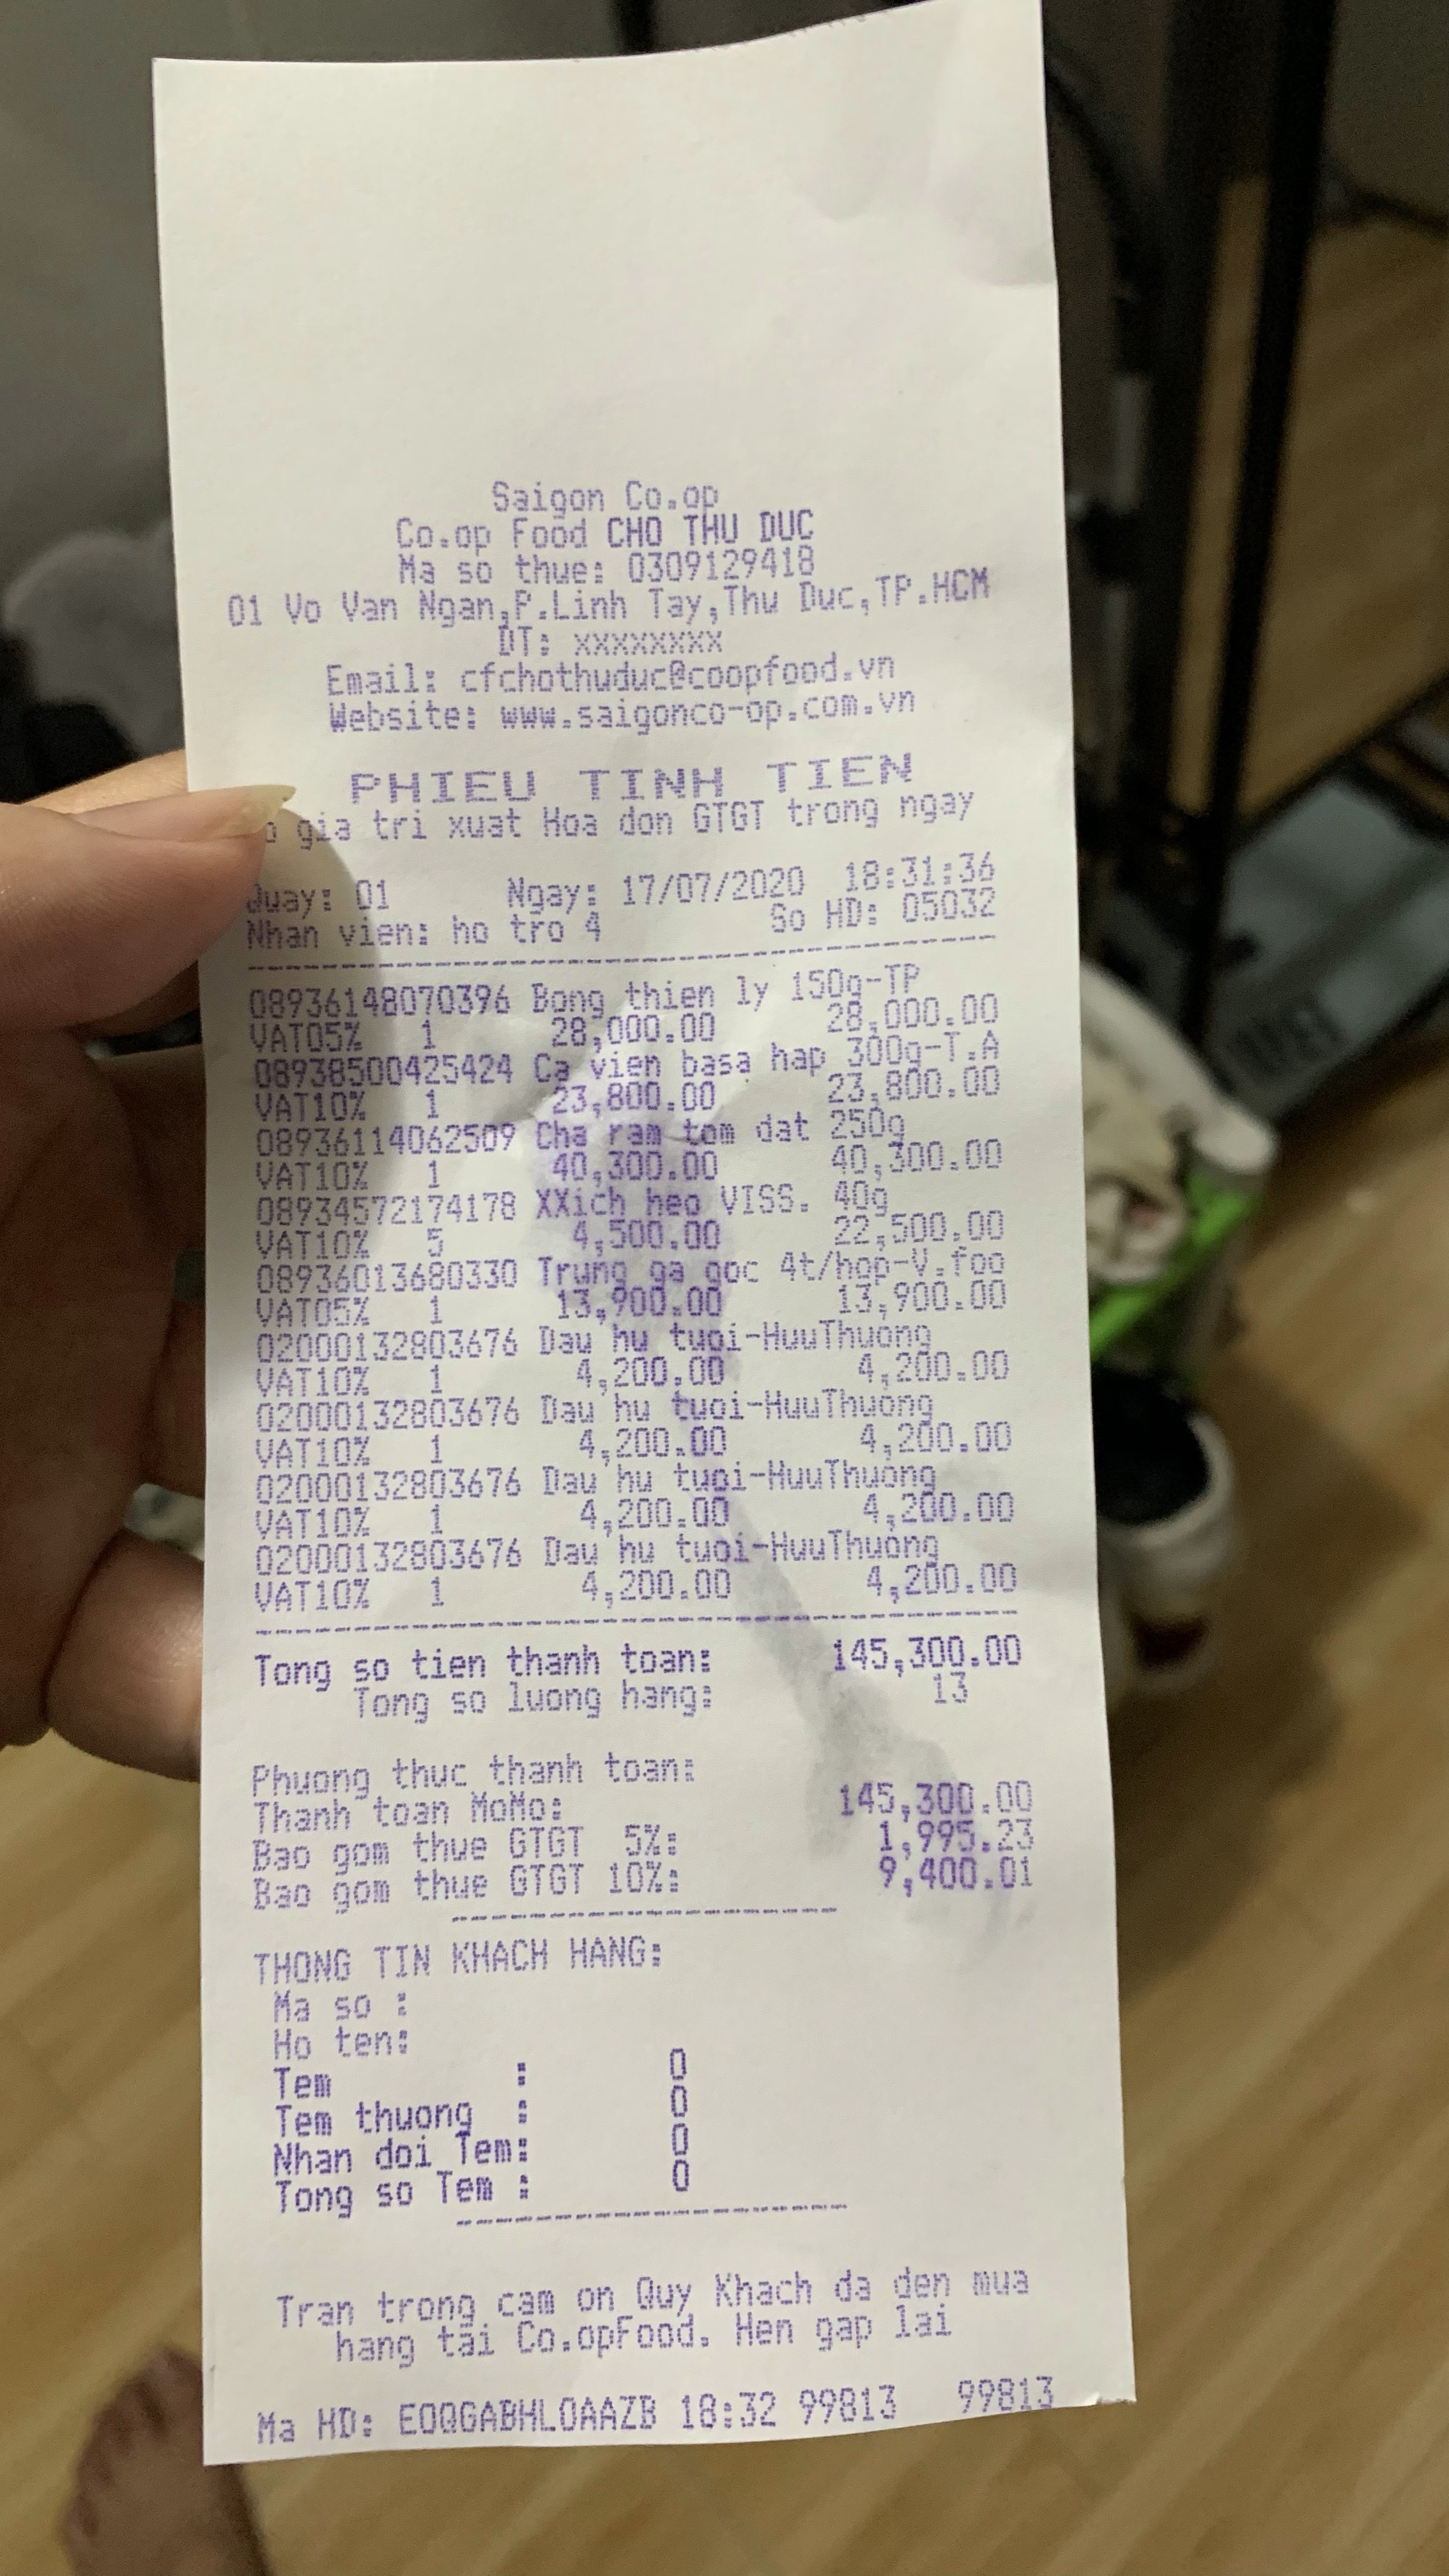 Saigon Co.op
Co.op Food CHO THU DUC
Ma so thue: 0309129418
01 Vo Van Ngan,P.Linh Tay,Thu Duc,TP.HCM
DT: xxxxxxxx
Email: cfchothuduc@coopfood.vn
Website: www.saigonco-op.com.vn
PHIEU TINH TIEN
gia tri xuat Hoa don GTGT trong ngay
Quay: 01 Ngay: 17/07/2020 18:31:36
Nhan vien: ho tro 4 So HD: 05032
08936148070396 Bong thien ly 150g-TP
VAT05% 1 28,000.00 28,000.00
08938500425424 Ca vien basa hap 300g-T.A
VAT10% 1 23,800.00 23,800.00
08936114062509 Cha ram tom dat 250g
VAT10% 1 40,300.00 40,300.00
08934572174178 XXich heo VISS. 40g
VAT10% 5 4,500.00 22,500.00
08936013680330 Trung ga goc 4t/hop-V.foo
VAT05% 1 13,900.00 13,900.00
02000132803676 Dau hu tuoi-HuuThuong
VAT10% 1 4,200.00 4,200.00
02000132803676 Dau hu tuoi-HuuThuong
VAT10% 1 4,200.00 4,200.00
02000132803676 Dau hu tuoi-HuuThuong
VAT10% 1 4,200.00 4,200.00
02000132803676 Dau hu tuoi-HuuThuong
VAT10% 1 4,200.00 4,200.00
Tong so tien thanh toan: 145,300.00
Tong so luong hang: 13
Phuong thuc thanh toan:
Thanh toan MoMo: 145,300.00
Bao gom thue GTGT 5%: 1,995.23
Bao gom thue GTGT 10%: 9,400.01
THONG TIN KHACH HANG:
Ma so :
Ho ten:
Tem : 0
Tem thuong : 0
Nhan doi Tem: 0
Tong so Tem : 0
Tran trong cam on Quy Khach da den mua
hang tai Co.opFood. Hen gap lai
Ma HD: EOQGABHLOAAZB 18:32 99813 99813